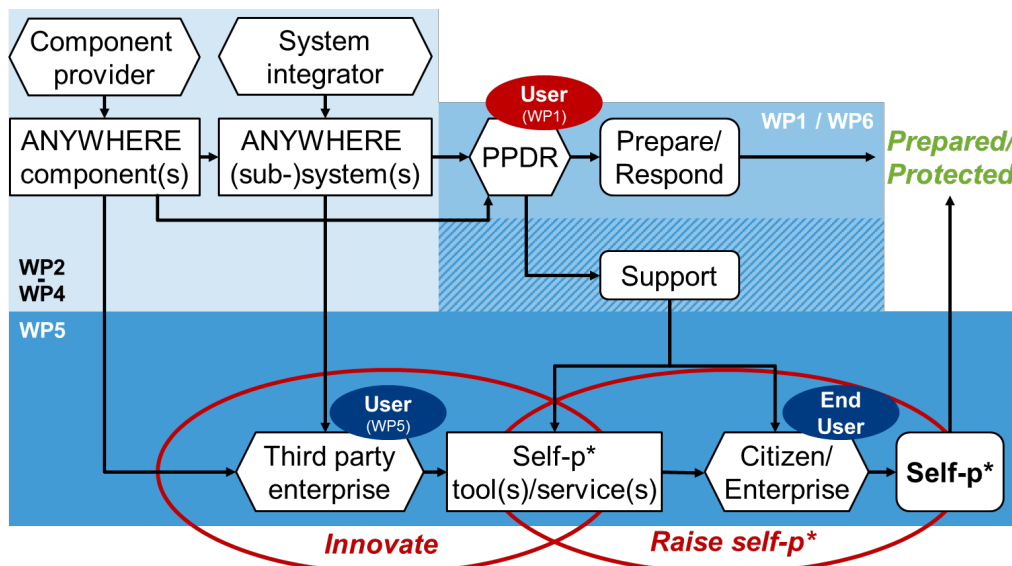 Component
provider
System
integrator
User
(WP1)
WP1 / WP6
ANYWHERE
component(s)
ANYWHERE
(sub-)system(s)
PPDR
Prepare/
Respond
Prepared/
Protected
WP2
-
WP4
Support
WP5
User
(WP5)
End
User
Third party
enterprise
Self-p*
tool(s)/service(s)
Citizen/
Enterprise
Self-p*
Innovate
Raise self-p*